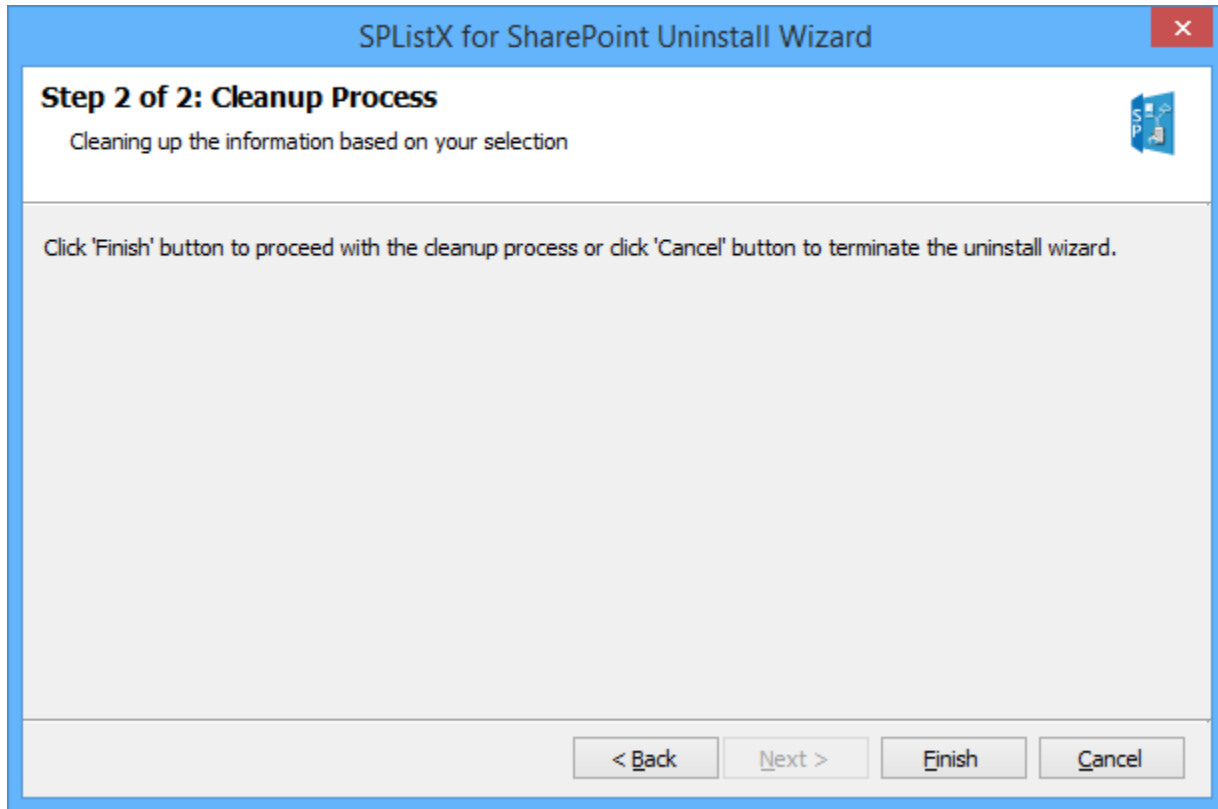 SPListX for SharePoint Uninstall Wizard
Step 2 of 2: Cleanup Process
Cleaning up the information based on your selection
S
P
Click 'Finish' button to proceed with the cleanup process or click 'Cancel' button to terminate the uninstall wizard.
< Back
Next >
Finish
Cancel